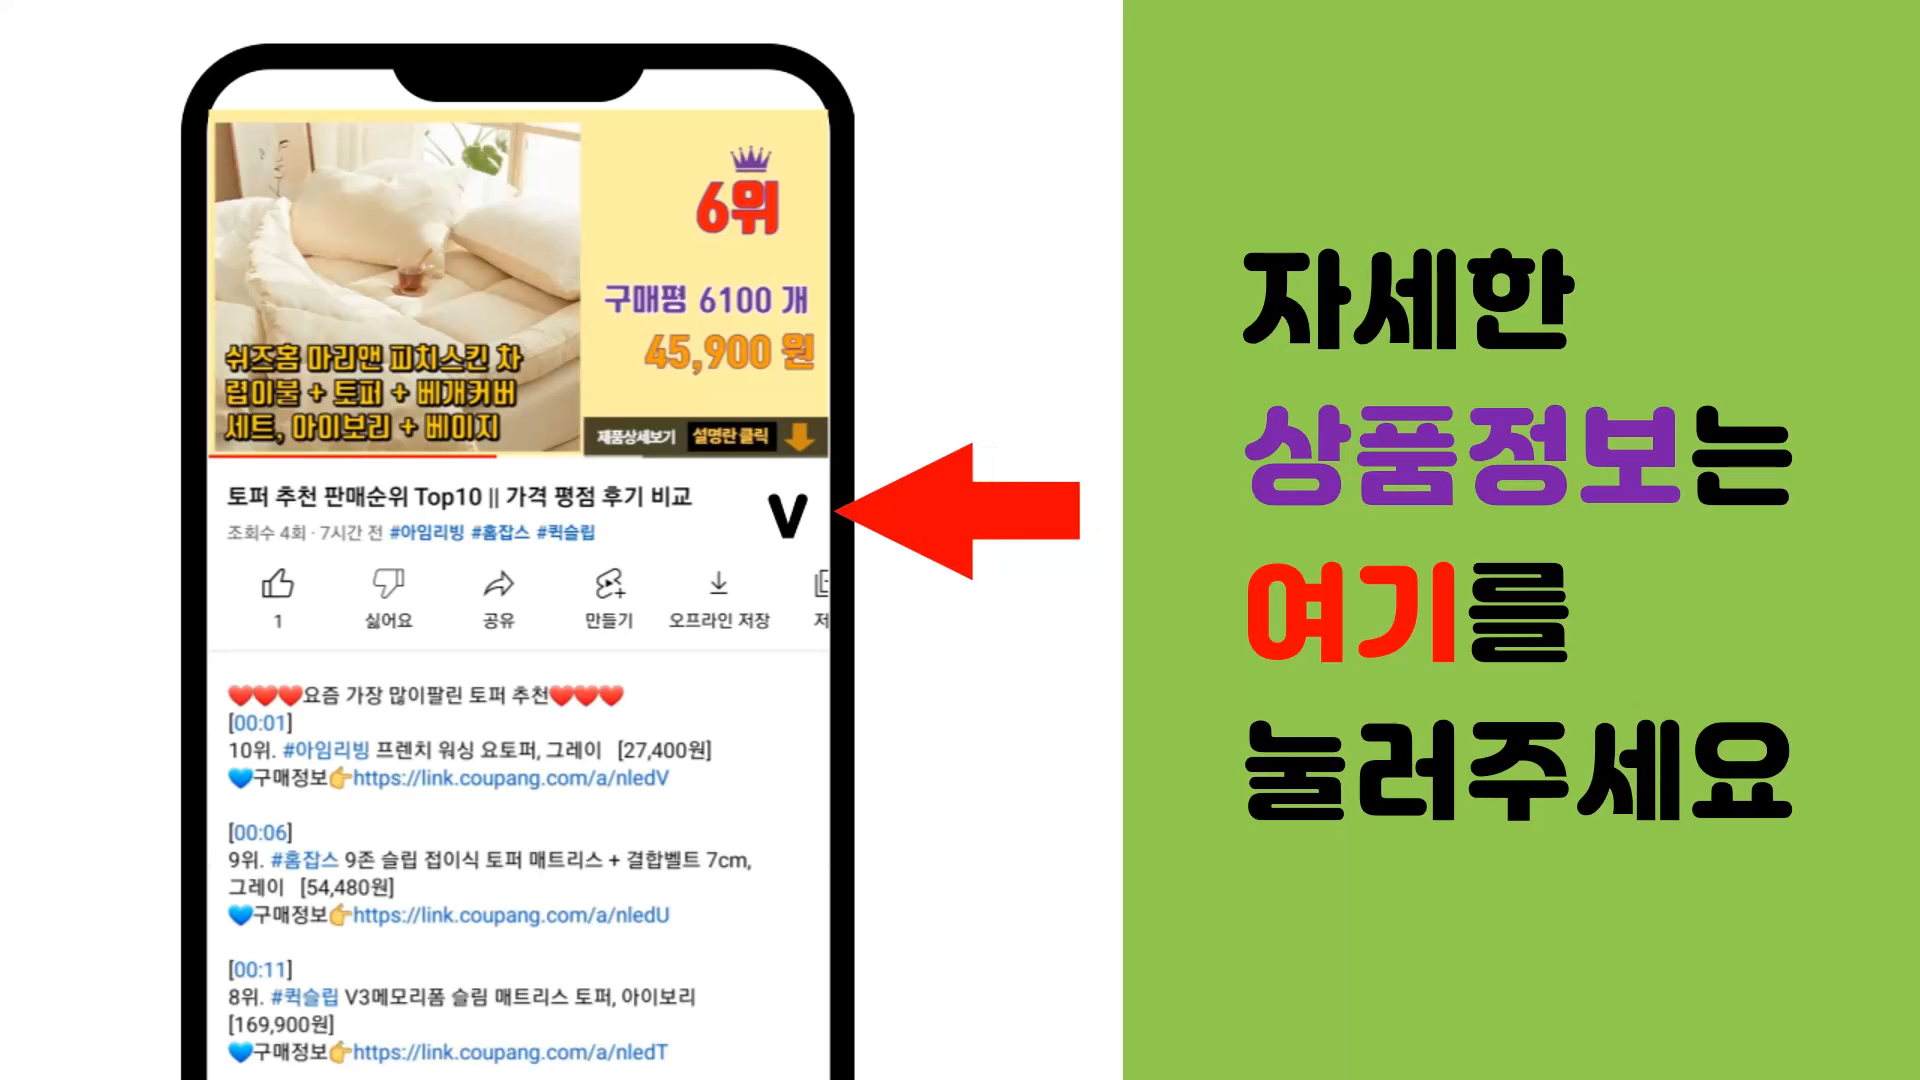 6위
구매평 6100 개
45,900 원
쉬즈홈 마리앤 피치스킨 차
렵이불 + 토퍼 + 베개커버
세트, 아이보리 + 베이지
제품상세보기 설명란 클릭
토퍼 추천 판매순위 Top10 || 가격 평점 후기 비교
V
조회수 4회 · 7시간 전 #아임리빙 #홈잡스 #퀵슬립
1 싫어요 공유 만들기 오프라인 저장 저
❤️❤️❤️요즘 가장 많이팔린 토퍼 추천❤️❤️❤️
[00:01]
10위. #아임리빙 프렌치 워싱 요토퍼, 그레이 [27,400원]
💙구매정보👉https://link.coupang.com/a/nledV
[00:06]
9위. #홈잡스 9존 슬립 접이식 토퍼 매트리스 + 결합벨트 7cm,
그레이 [54,480원]
💙구매정보👉https://link.coupang.com/a/nledU
[00:11]
8위. #퀵슬립 V3메모리폼 슬림 매트리스 토퍼, 아이보리
[169,900원]
💙구매정보👉https://link.coupang.com/a/nledT
자세한
상품정보는
여기를
눌러주세요